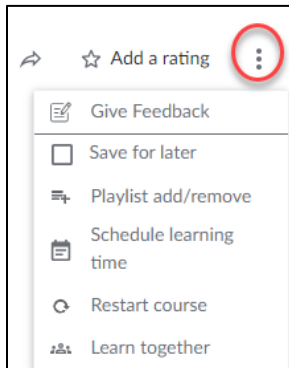 Add a rating
Give Feedback
Save for later
Playlist add/remove
Schedule learning
time
Restart course
Learn together